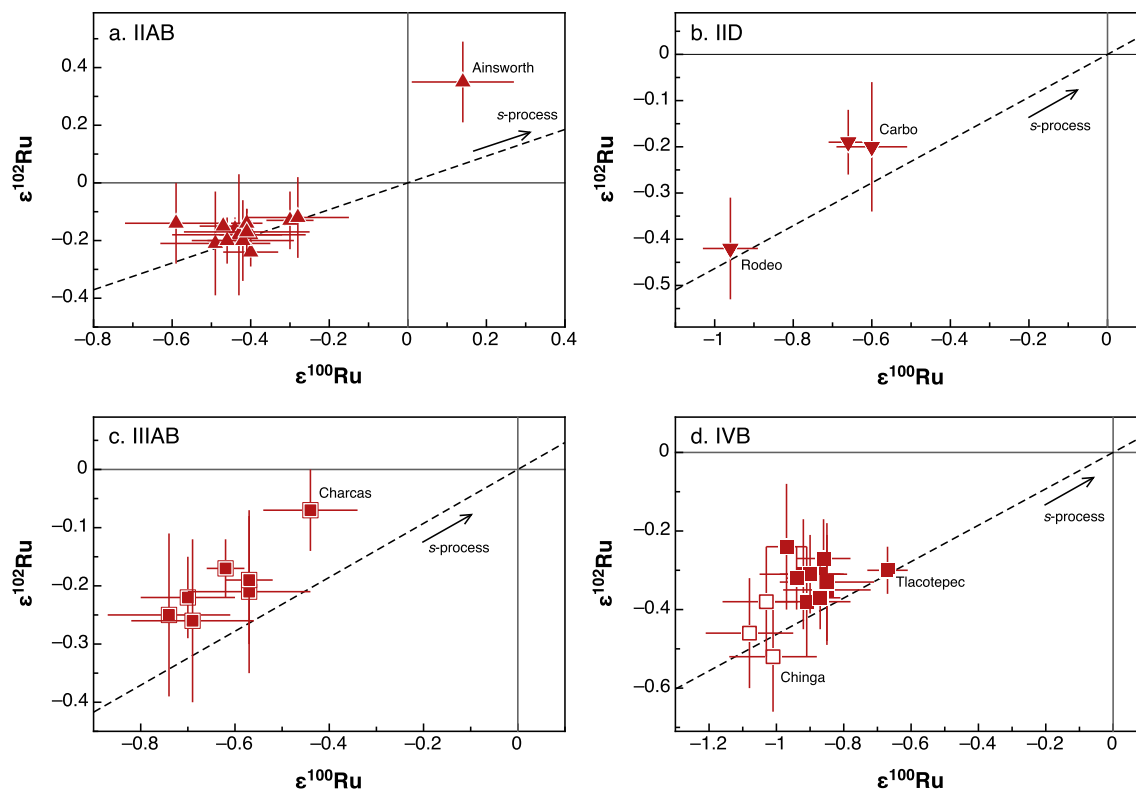 a. IIAB
Ainsworth
s-process
0.4
0.2
0
−0.2
−0.4
ε102Ru
−0.8
−0.6
−0.4
−0.2
0
0.2
0.4
ε100Ru
b. IID
Carbo
Rodeo
s-process
0
−0.1
−0.2
−0.3
−0.4
−0.5
ε102Ru
−1
−0.8
−0.6
−0.4
−0.2
0
ε100Ru
c. IIIAB
Charcas
s-process
0
−0.1
−0.2
−0.3
−0.4
ε102Ru
−0.8
−0.6
−0.4
−0.2
0
ε100Ru
d. IVB
Tlacotepec
Chinga
s-process
0
−0.2
−0.4
−0.6
ε102Ru
−1.2
−1
−0.8
−0.6
−0.4
−0.2
0
ε100Ru